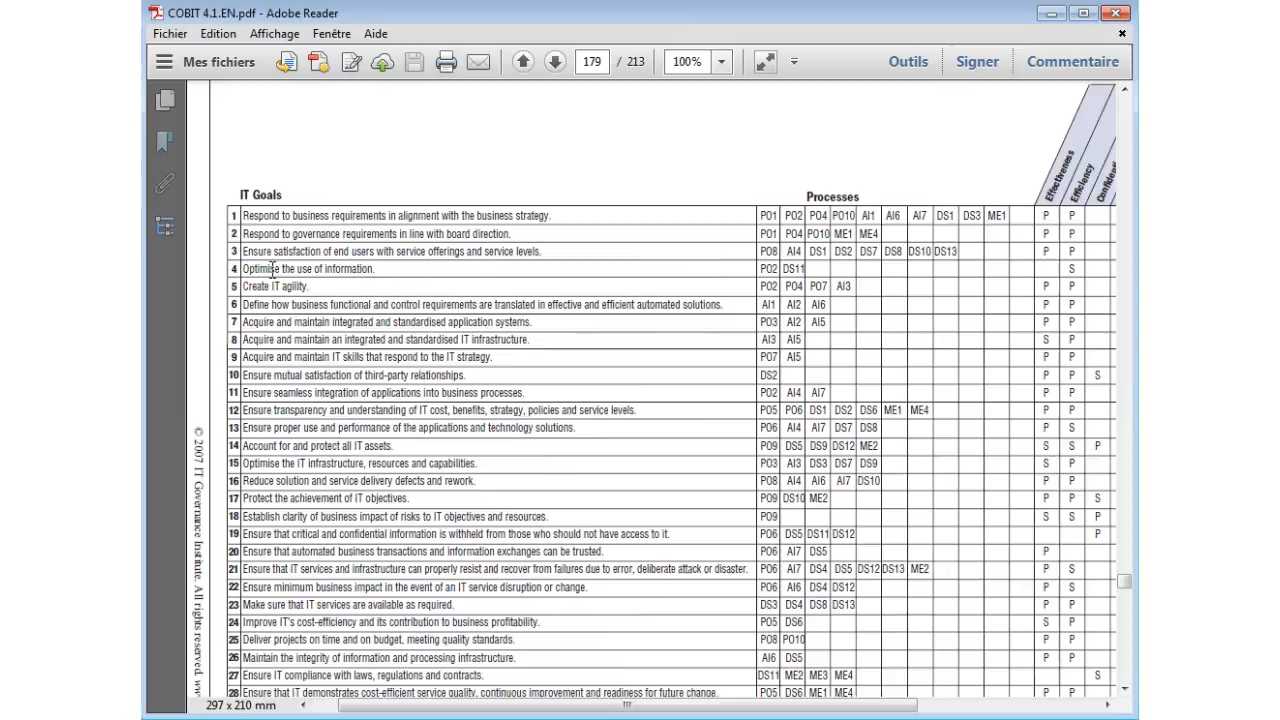 COBIT 4.1.EN.pdf - Adobe Reader
Fichier Edition Affichage Fenêtre Aide
Mes fichiers 179 / 213 100% Outils Signer Commentaire
Effectiveness
Efficiency
IT Goals Processes
1 Respond to business requirements in alignment with the business strategy. PO1 PO2 PO4 PO10 AI1 AI6 AI7 DS1 DS3 ME1 P P
2 Respond to governance requirements in line with board direction. PO1 PO4 PO10 ME1 ME4 P P
3 Ensure satisfaction of end users with service offerings and service levels. PO8 AI4 DS1 DS2 DS7 DS8 DS10 DS13 P P
4 Optimise the use of information. PO2 DS11 S
5 Create IT agility. PO2 PO4 PO7 AI3 P P
6 Define how business functional and control requirements are translated in effective and efficient automated solutions. AI1 AI2 AI6 P P
7 Acquire and maintain integrated and standardised application systems. PO3 AI2 AI5 P P
8 Acquire and maintain an integrated and standardised IT infrastructure. AI3 AI5 S P
9 Acquire and maintain IT skills that respond to the IT strategy. PO7 AI5 P P
10 Ensure mutual satisfaction of third-party relationships. DS2 P P S
11 Ensure seamless integration of applications into business processes. PO2 AI4 AI7 P P
12 Ensure transparency and understanding of IT cost, benefits, strategy, policies and service levels. PO5 PO6 DS1 DS2 DS6 ME1 ME4 P P
13 Ensure proper use and performance of the applications and technology solutions. PO6 AI4 AI7 DS7 DS8 P S
14 Account for and protect all IT assets. PO9 DS5 DS9 DS12 ME2 S S P
15 Optimise the IT infrastructure, resources and capabilities. PO3 AI3 DS3 DS7 DS9 S P
16 Reduce solution and service delivery defects and rework. PO8 AI4 AI6 AI7 DS10 P P
17 Protect the achievement of IT objectives. PO9 DS10 ME2 P P S
18 Establish clarity of business impact of risks to IT objectives and resources. PO9 S S P
19 Ensure that critical and confidential information is withheld from those who should not have access to it. PO6 DS5 DS11 DS12 P
20 Ensure that automated business transactions and information exchanges can be trusted. PO6 AI7 DS5 P
21 Ensure that IT services and infrastructure can properly resist and recover from failures due to error, deliberate attack or disaster. PO6 AI7 DS4 DS5 DS12 DS13 ME2 P S
22 Ensure minimum business impact in the event of an IT service disruption or change. PO6 AI6 DS4 DS12 P S
23 Make sure that IT services are available as required. DS3 DS4 DS8 DS13 P P
24 Improve IT's cost-efficiency and its contribution to business profitability. PO5 DS6 S P
25 Deliver projects on time and on budget, meeting quality standards. PO8 PO10 P P
26 Maintain the integrity of information and processing infrastructure. AI6 DS5 P P
27 Ensure IT compliance with laws, regulations and contracts. DS11 ME2 ME3 ME4 S
28 Ensure that IT demonstrates cost-efficient service quality, continuous improvement and readiness for future change. PO5 DS6 ME1 ME4 P P
© 2007 IT Governance Institute. All rights reserved.
297 x 210 mm